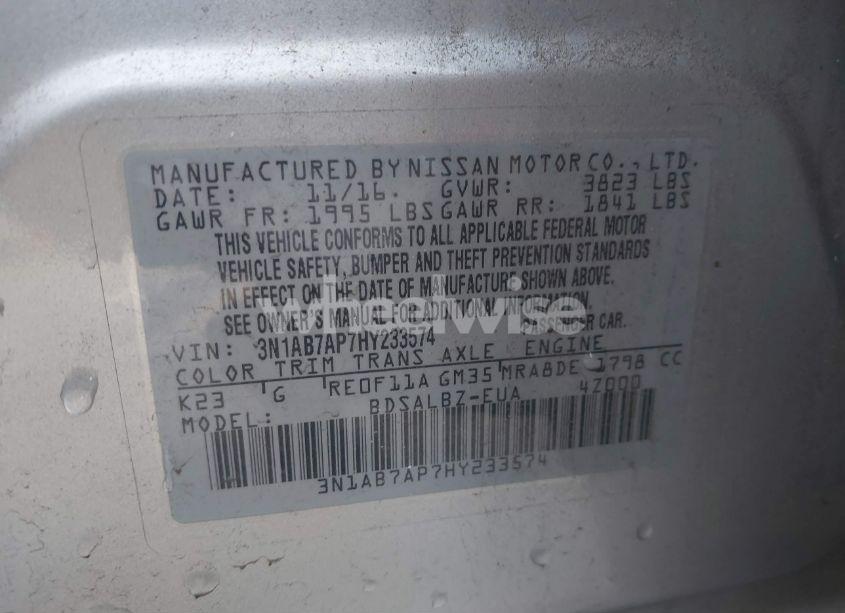 MANUFACTURED BY NISSAN MOTOR CO., LTD.
DATE: 11/16. GVWR: 3823 LBS
GAWR FR: 1995 LBS GAWR RR: 1841 LBS
THIS VEHICLE CONFORMS TO ALL APPLICABLE FEDERAL MOTOR
VEHICLE SAFETY, BUMPER AND THEFT PREVENTION STANDARDS
IN EFFECT ON THE DATE OF MANUFACTURE SHOWN ABOVE.
SEE OWNER'S MANUAL FOR ADDITIONAL INFORMATION.
PASSENGER CAR.
VIN: 3N1AB7AP7HY233574
COLOR TRIM TRANS AXLE ENGINE
K23 G RE0F11A GM35 MRA8DE 1798 CC
MODEL: BDSALBZ-EUA 4Z000
3N1AB7AP7HY233574
wheelwire